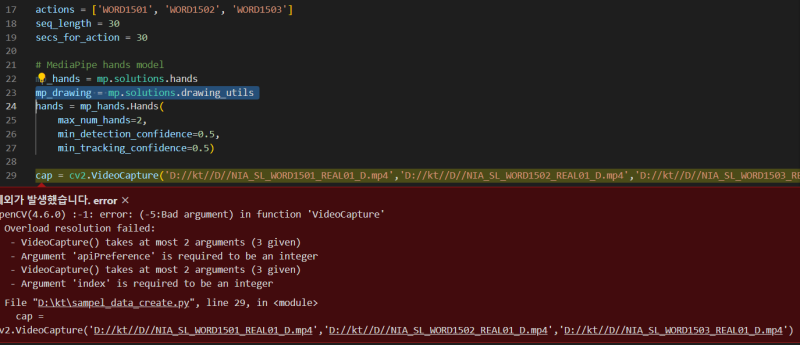 17 actions = ['WORD1501', 'WORD1502', 'WORD1503']
18 seq_length = 30
19 secs_for_action = 30
20
21 # MediaPipe hands model
22 _hands = mp.solutions.hands
23 mp_drawing = mp.solutions.drawing_utils
24 hands = mp_hands.Hands(
25 max_num_hands=2,
26 min_detection_confidence=0.5,
27 min_tracking_confidence=0.5)
28
29 cap = cv2.VideoCapture('D://kt//D//NIA_SL_WORD1501_REAL01_D.mp4','D://kt//D//NIA_SL_WORD1502_REAL01_D.mp4','D://kt//D//NIA_SL_WORD1503_RE
외가 발생했습니다. error ×
penCV(4.6.0) :-1: error: (-5:Bad argument) in function 'VideoCapture'
Overload resolution failed:
- VideoCapture() takes at most 2 arguments (3 given)
- Argument 'apiPreference' is required to be an integer
- VideoCapture() takes at most 2 arguments (3 given)
- Argument 'index' is required to be an integer
File "D:\kt\sampel_data_create.py", line 29, in <module>
cap =
v2.VideoCapture('D://kt//D//NIA_SL_WORD1501_REAL01_D.mp4','D://kt//D//NIA_SL_WORD1502_REAL01_D.mp4','D://kt//D//NIA_SL_WORD1503_REAL01_D.mp4')